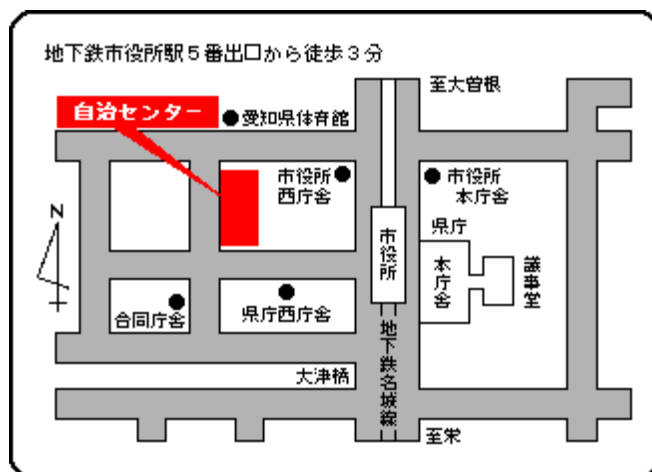 地下鉄市役所駅５番出口から徒歩３分
至大曽根
自治センター
●愛知県体育館
市役所
西庁舎
市役所
本庁舎
N
県庁
市役所
本庁舎
議事堂
合同庁舎
県庁西庁舎
地下鉄名城線
大津橋
至栄